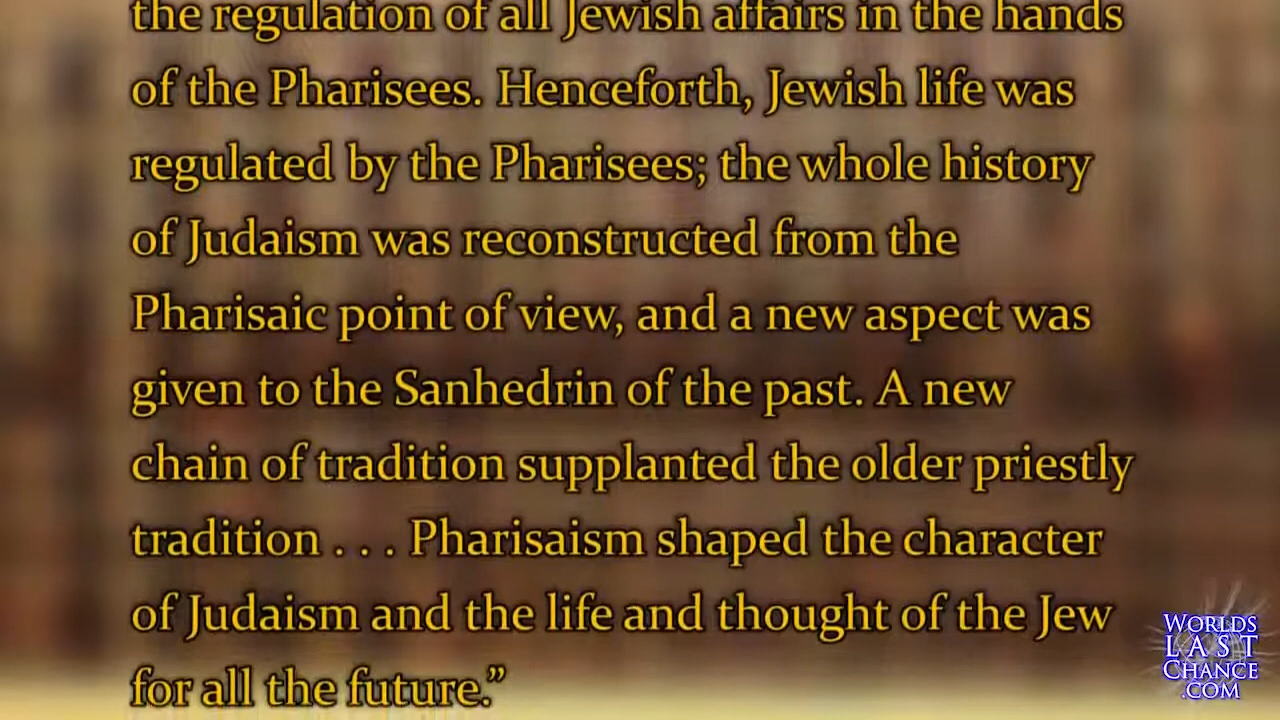 the regulation of all Jewish affairs in the hands
of the Pharisees. Henceforth, Jewish life was
regulated by the Pharisees; the whole history
of Judaism was reconstructed from the
Pharisaic point of view, and a new aspect was
given to the Sanhedrin of the past. A new
chain of tradition supplanted the older priestly
tradition . . . Pharisaism shaped the character
of Judaism and the life and thought of the Jew
for all the future.”
WORLDS
LAST
CHANCE
.COM